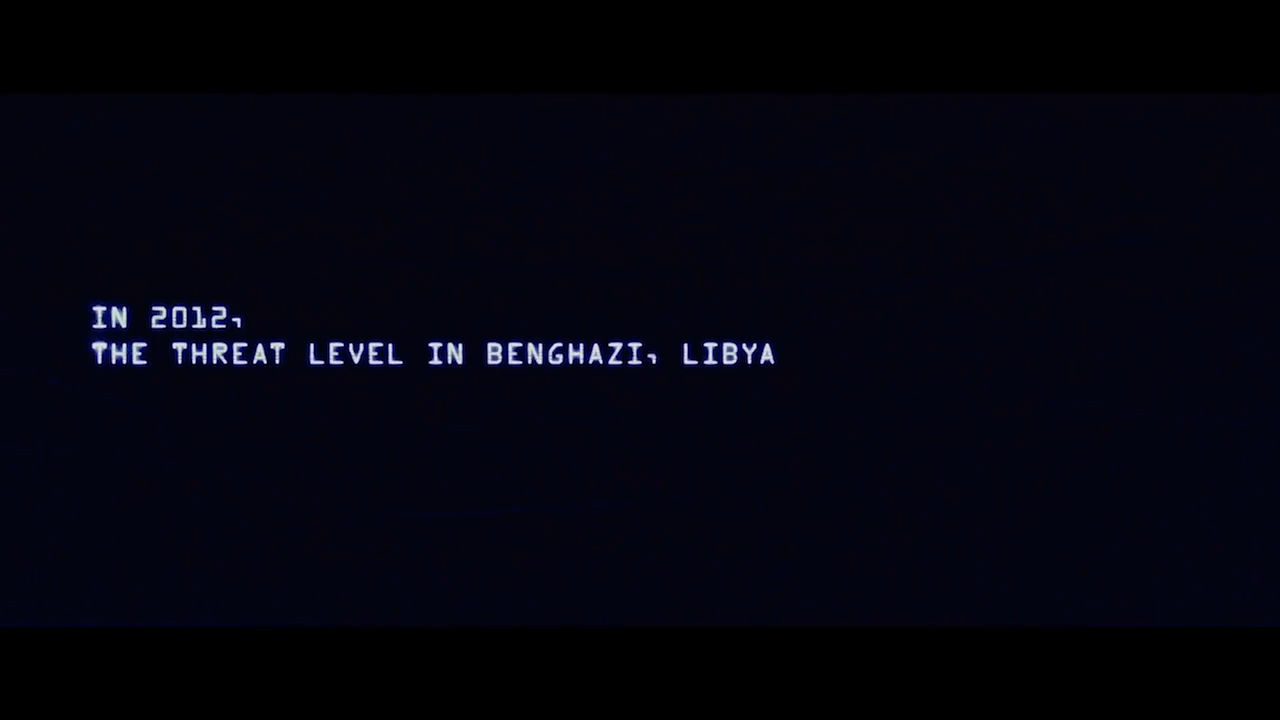 IN 2012,
THE THREAT LEVEL IN BENGHAZI, LIBYA